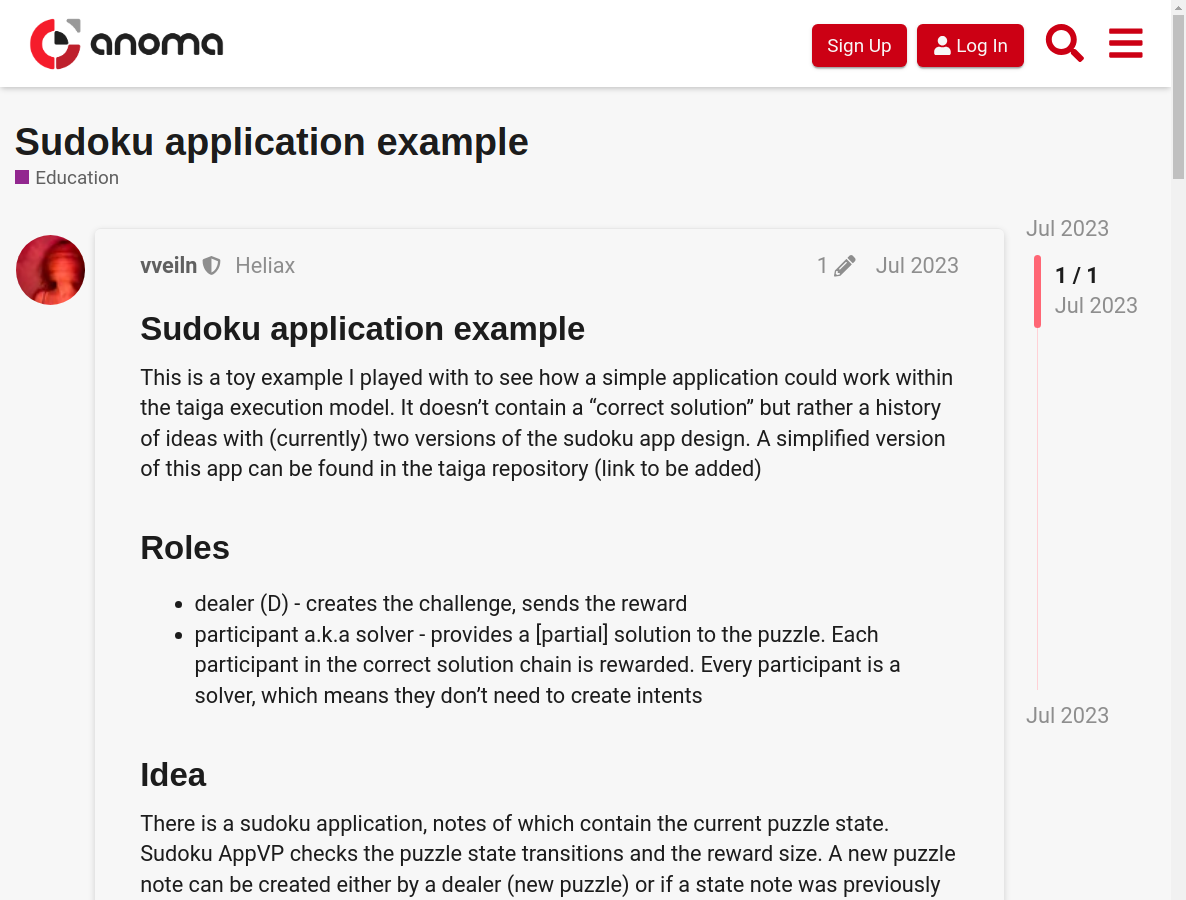 anoma
Sign Up
Log In
Sudoku application example
Education
Jul 2023
vveiln Heliax 1 Jul 2023
1 / 1
Jul 2023
Sudoku application example
This is a toy example I played with to see how a simple application could work within
the taiga execution model. It doesn’t contain a “correct solution” but rather a history
of ideas with (currently) two versions of the sudoku app design. A simplified version
of this app can be found in the taiga repository (link to be added)
Roles
• dealer (D) - creates the challenge, sends the reward
• participant a.k.a solver - provides a [partial] solution to the puzzle. Each
participant in the correct solution chain is rewarded. Every participant is a
solver, which means they don’t need to create intents
Jul 2023
Idea
There is a sudoku application, notes of which contain the current puzzle state.
Sudoku AppVP checks the puzzle state transitions and the reward size. A new puzzle
note can be created either by a dealer (new puzzle) or if a state note was previously